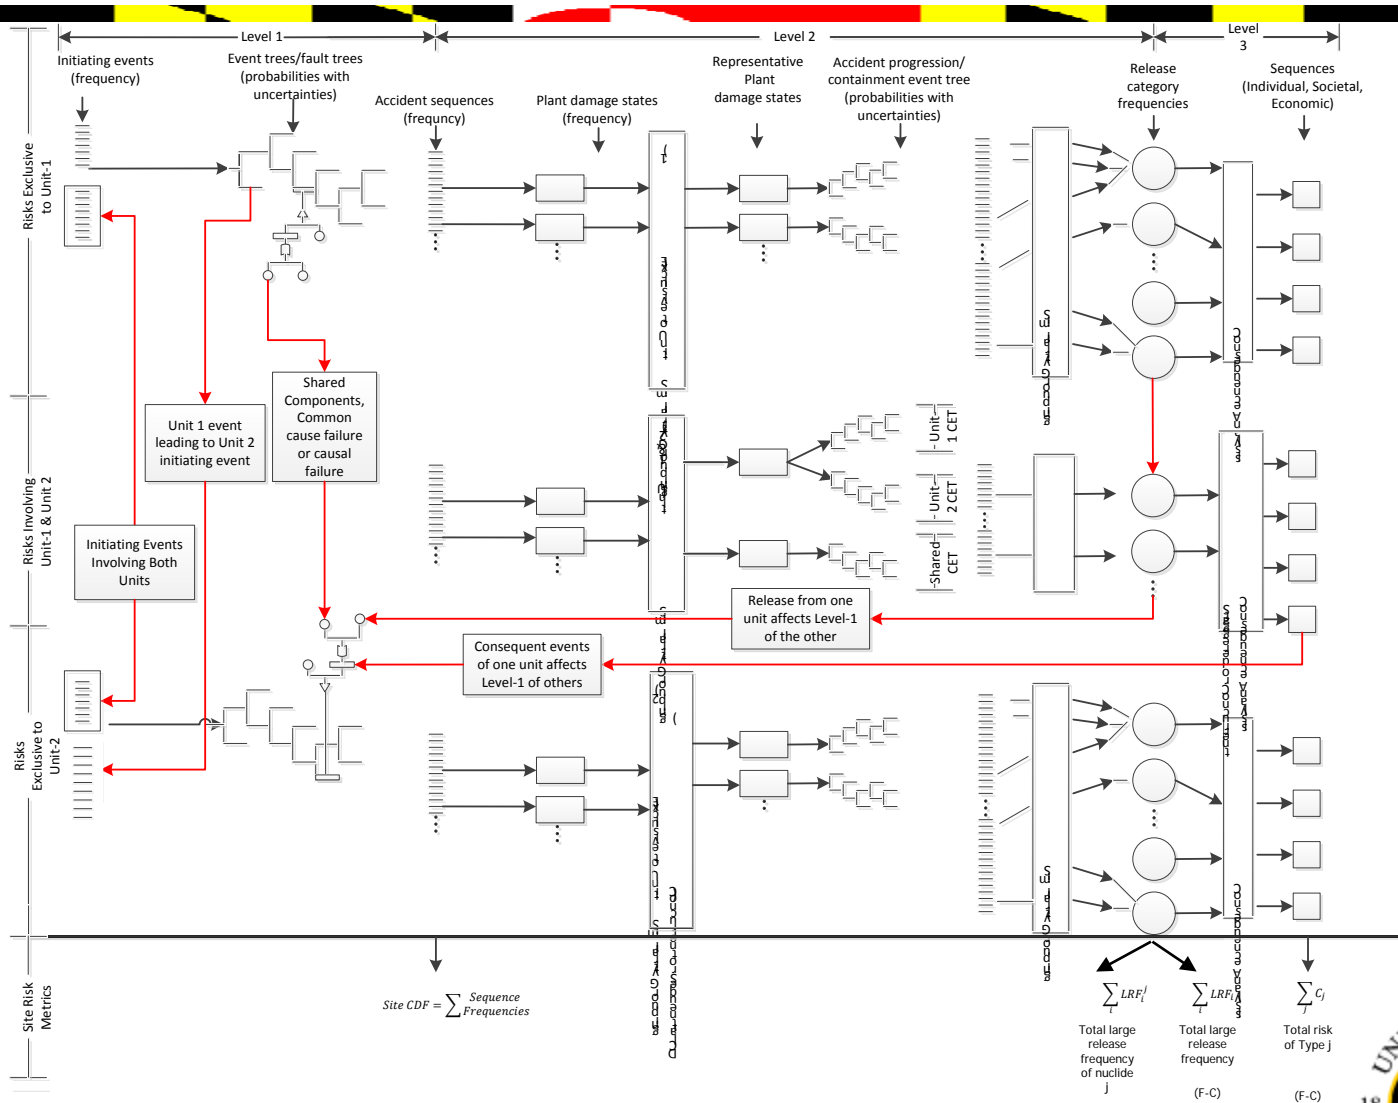 Level 1
Level 2
Level
3
Initiating events
(frequency)
Event trees/fault trees
(probabilities with
uncertainties)
Accident sequences
(frequncy)
Plant damage states
(frequency)
Representative
Plant
damage states
Accident progression/
containment event tree
(probabilities with
uncertainties)
Release
category
frequencies
Sequences
(Individual, Societal,
Economic)
Risks Exclusive
to Unit-1
Shared
Components,
Common
cause failure
or causal
failure
Unit 1 event
leading to Unit 2
initiating event
Unit-
1 CET
Unit-
2 CET
Shared
CET
Risks Involving
Unit-1 & Unit 2
Initiating Events
Involving Both
Units
Release from one
unit affects Level-1
of the other
Consequent events
of one unit affects
Level-1 of others
Risks
Exclusive to
Unit-2
Site Risk
Metrics
Site CDF = ∑ Sequence
Frequencies
∑ LRF_i^j
i
∑ LRF_i
i
∑ C_j
j
Total large
release
frequency
of nuclide
j
Total large
release
frequency
(F-C)
Total risk
of Type j
(F-C)
UN
18